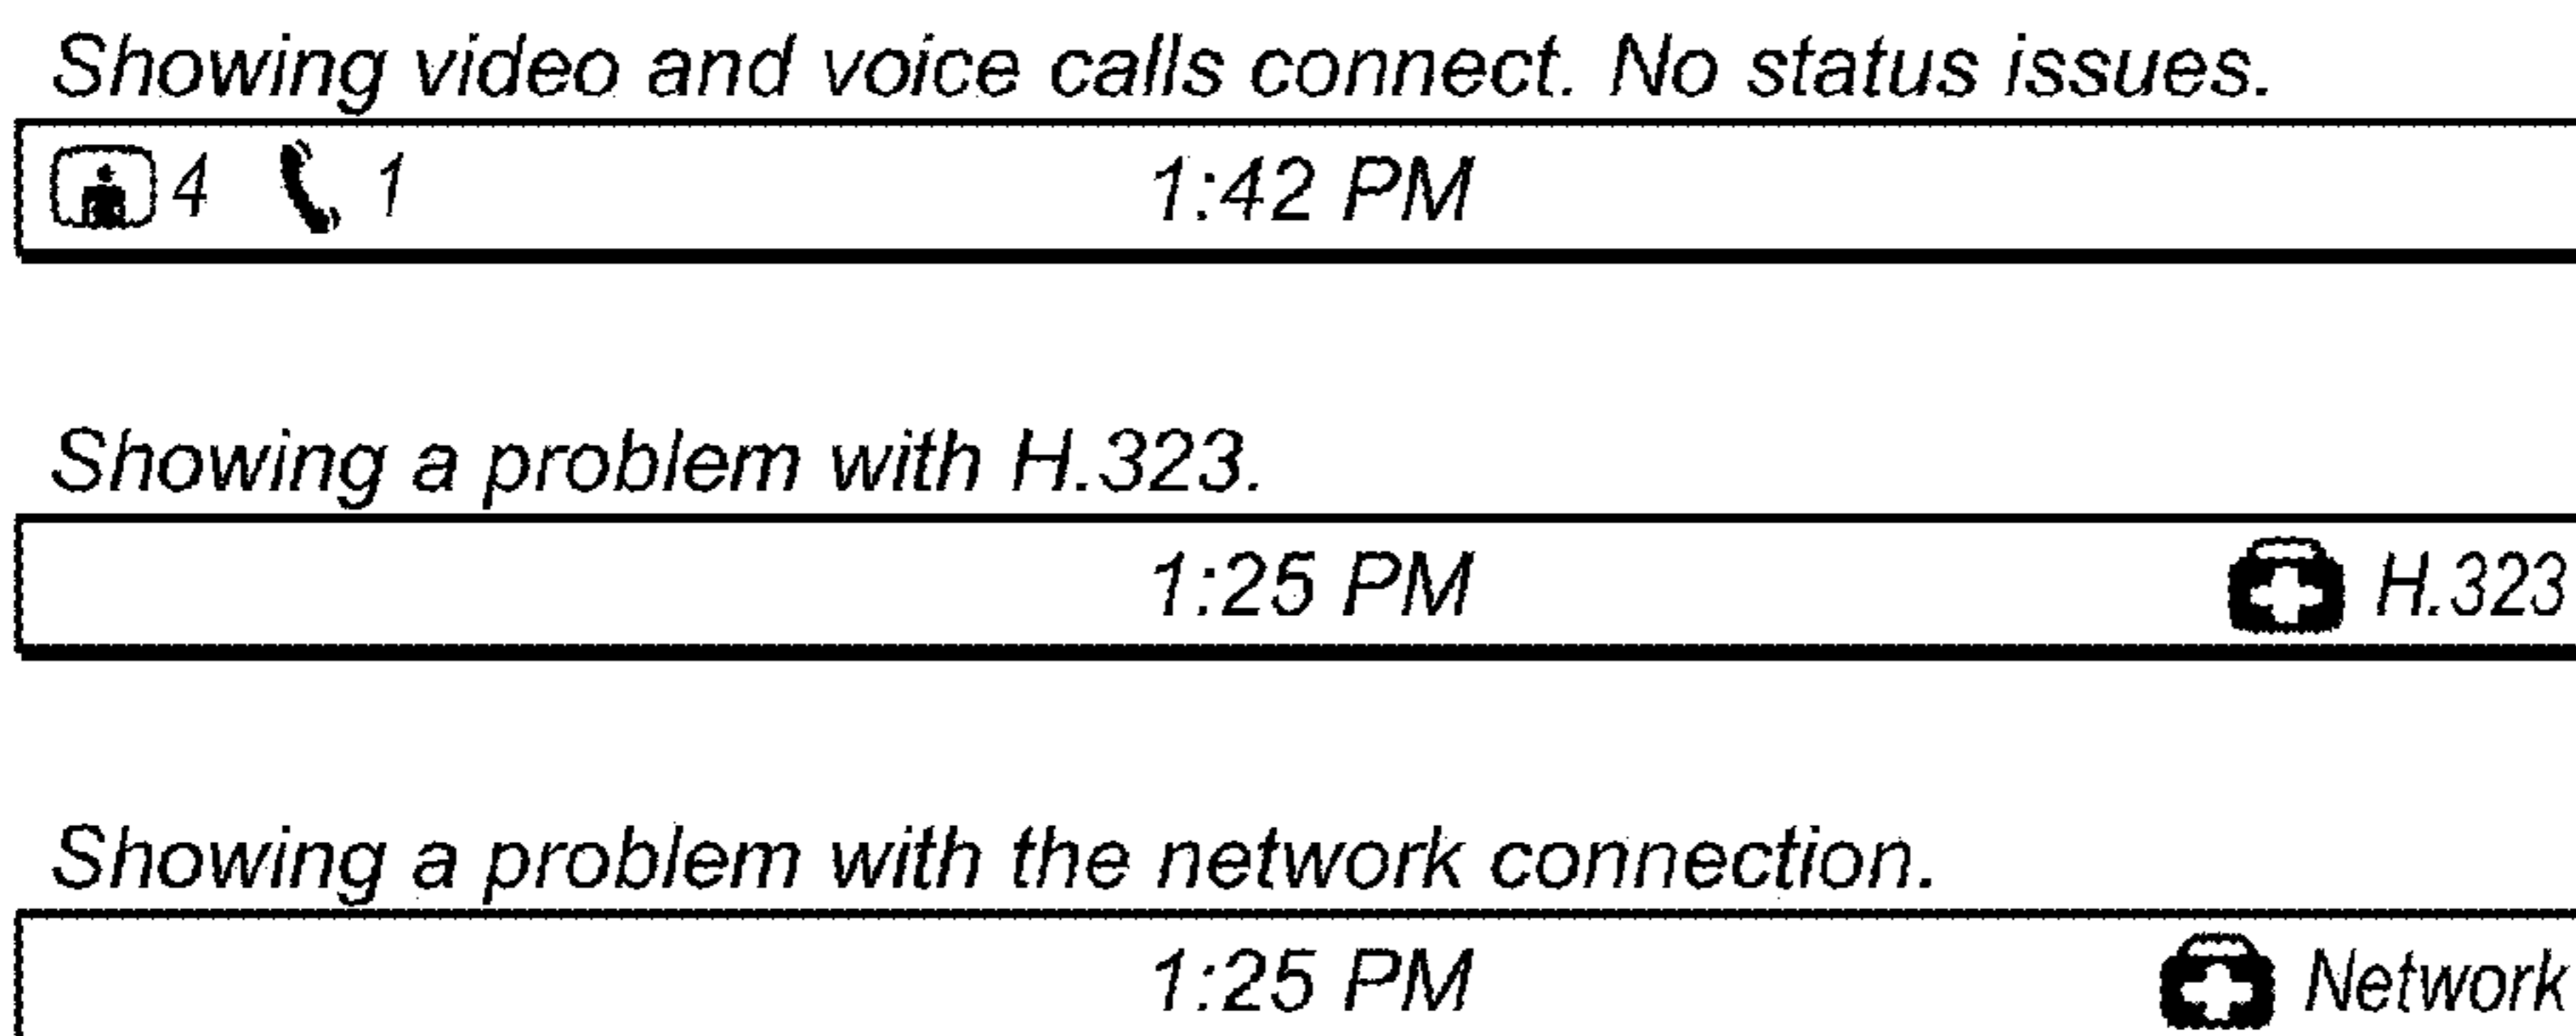 Showing video and voice calls connect. No status issues.
4 1 1:42 PM
Showing a problem with H.323.
1:25 PM H.323
Showing a problem with the network connection.
1:25 PM Network